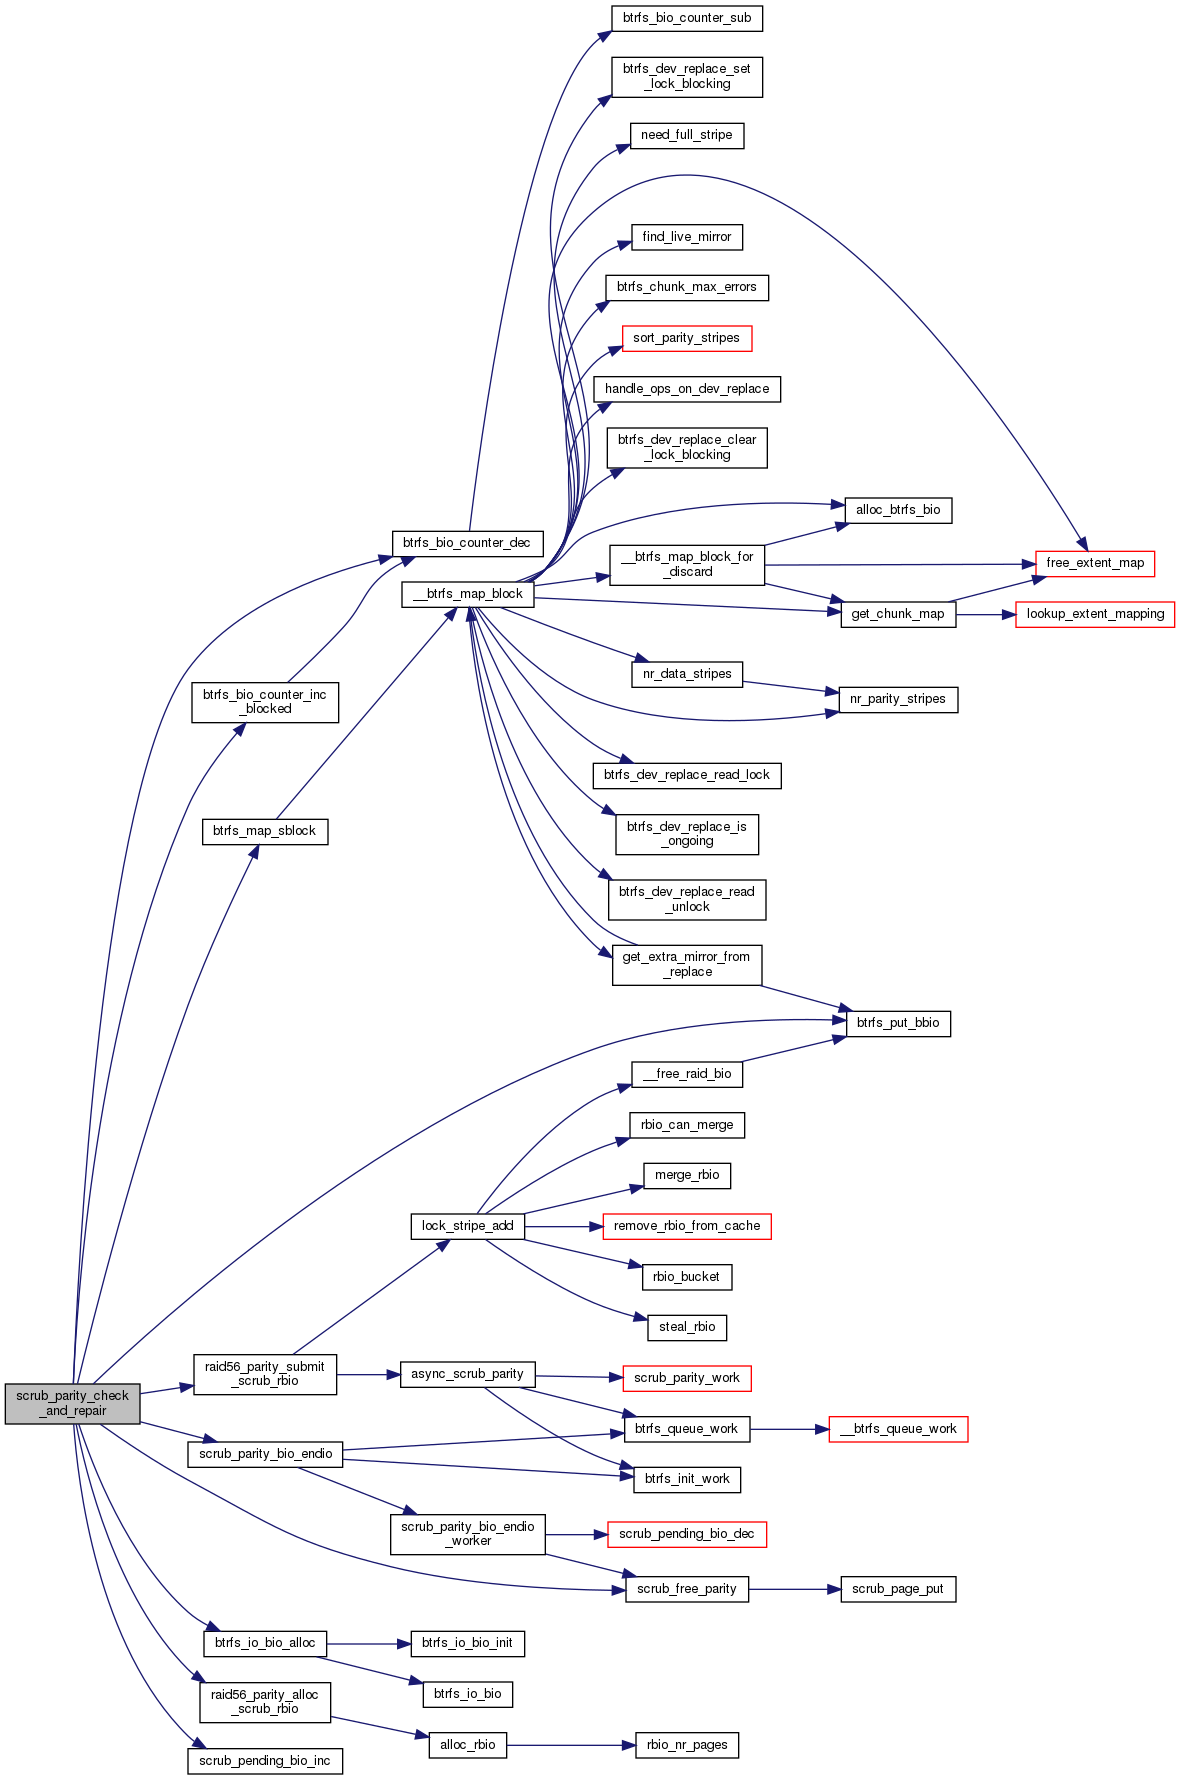 btrfs_bio_counter_sub
btrfs_dev_replace_set
_lock_blocking
need_full_stripe
find_live_mirror
btrfs_chunk_max_errors
sort_parity_stripes
handle_ops_on_dev_replace
btrfs_dev_replace_clear
_lock_blocking
alloc_btrfs_bio
btrfs_bio_counter_dec
__btrfs_map_block_for
_discard
free_extent_map
__btrfs_map_block
get_chunk_map
lookup_extent_mapping
nr_data_stripes
btrfs_bio_counter_inc
_blocked
nr_parity_stripes
btrfs_dev_replace_read_lock
btrfs_map_sblock
btrfs_dev_replace_is
_ongoing
btrfs_dev_replace_read
_unlock
get_extra_mirror_from
_replace
btrfs_put_bbio
__free_raid_bio
rbio_can_merge
merge_rbio
lock_stripe_add
remove_rbio_from_cache
rbio_bucket
steal_rbio
raid56_parity_submit
_scrub_rbio
async_scrub_parity
scrub_parity_work
scrub_parity_check
_and_repair
btrfs_queue_work
__btrfs_queue_work
scrub_parity_bio_endio
btrfs_init_work
scrub_parity_bio_endio
_worker
scrub_pending_bio_dec
scrub_free_parity
scrub_page_put
btrfs_io_bio_alloc
btrfs_io_bio_init
raid56_parity_alloc
_scrub_rbio
btrfs_io_bio
alloc_rbio
rbio_nr_pages
scrub_pending_bio_inc